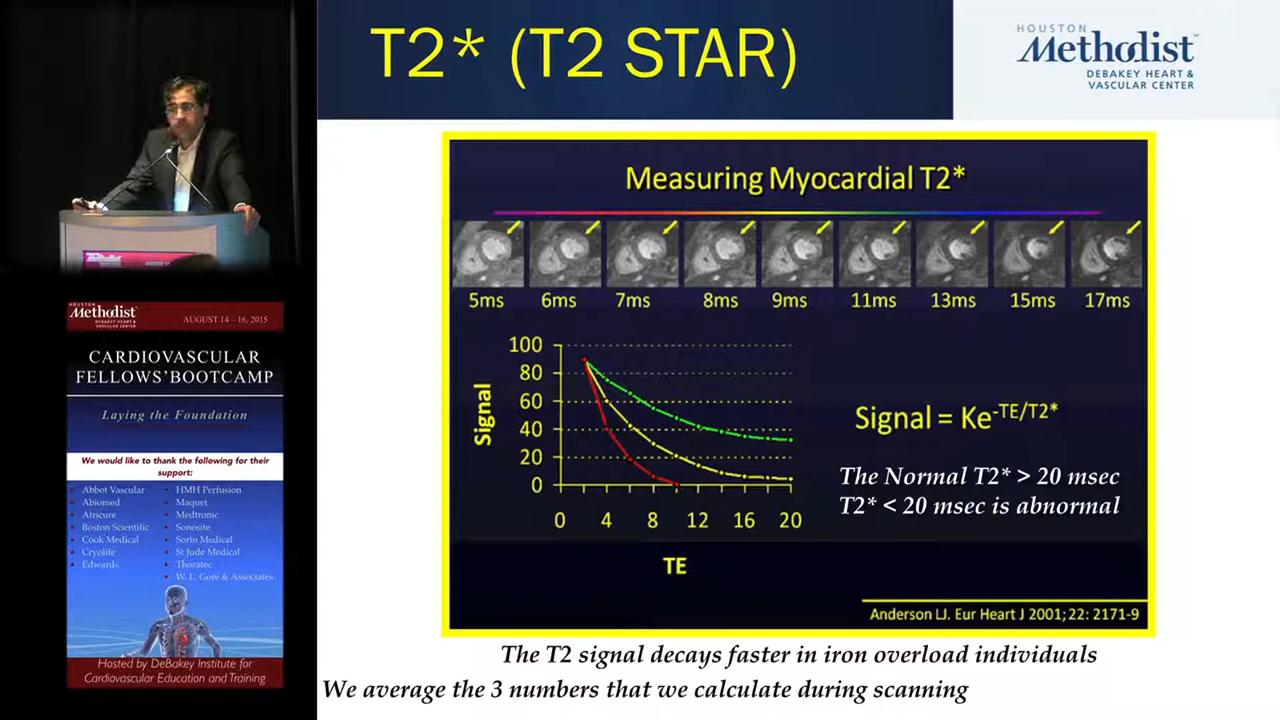 T2* (T2 STAR)
HOUSTON
Methodist
DEBAKEY HEART &
VASCULAR CENTER
Measuring Myocardial T2*
5ms 6ms 7ms 8ms 9ms 11ms 13ms 15ms 17ms
Signal
100
80
60
40
20
0
0 4 8 12 16 20
TE
Signal = Ke-TE/T2*
The Normal T2* > 20 msec
T2* < 20 msec is abnormal
Anderson LJ. Eur Heart J 2001; 22: 2171-9
The T2 signal decays faster in iron overload individuals
We average the 3 numbers that we calculate during scanning
HOUSTON
Methodist
DEBAKEY HEART &
VASCULAR CENTER
AUGUST 14 – 16, 2015
CARDIOVASCULAR
FELLOWS' BOOTCAMP
Laying the Foundation
We would like to thank the following for their
support:
Abbot Vascular
Abiomed
Atricure
Boston Scientific
Cook Medical
Cryolife
Edwards
HMH Perfusion
Maquet
Medtronic
Sonosite
Sorin Medical
St Jude Medical
Thoratec
W. L. Gore & Associates
Hosted by DeBakey Institute for
Cardiovascular Education and Training